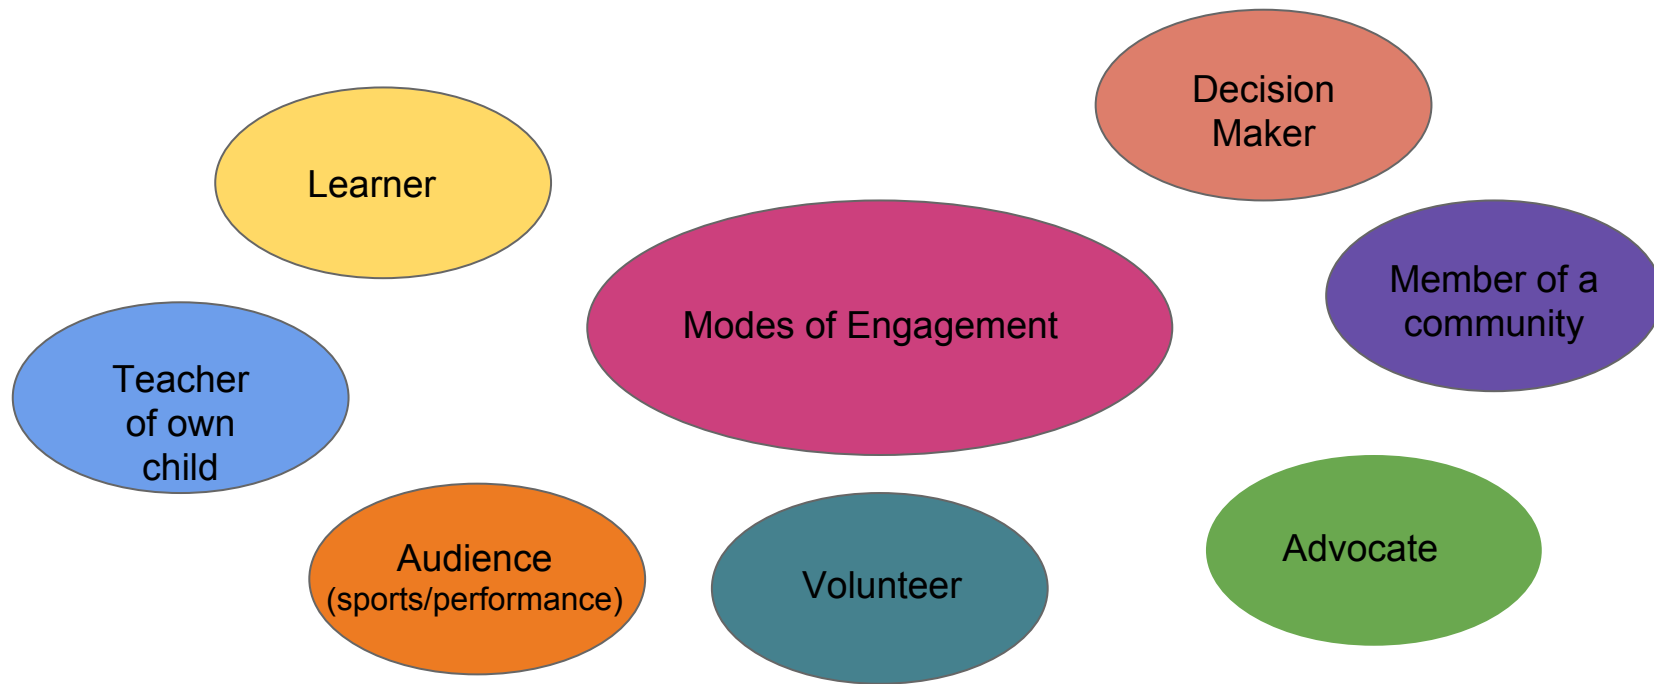 Decision
Maker
Learner
Member of a
community
Modes of Engagement
Teacher
of own
child
Audience
(sports/performance)
Volunteer
Advocate